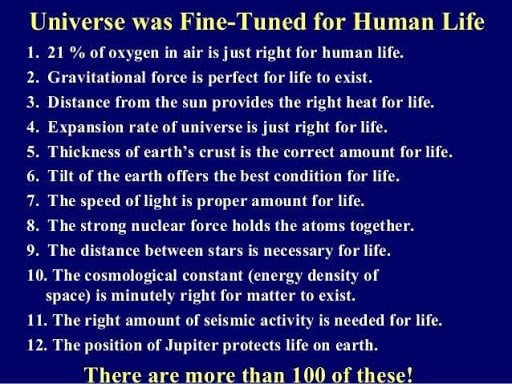 Universe was Fine-Tuned for Human Life
1. 21 % of oxygen in air is just right for human life.
2. Gravitational force is perfect for life to exist.
3. Distance from the sun provides the right heat for life.
4. Expansion rate of universe is just right for life.
5. Thickness of earth's crust is the correct amount for life.
6. Tilt of the earth offers the best condition for life.
7. The speed of light is proper amount for life.
8. The strong nuclear force holds the atoms together.
9. The distance between stars is necessary for life.
10. The cosmological constant (energy density of
space) is minutely right for matter to exist.
11. The right amount of seismic activity is needed for life.
12. The position of Jupiter protects life on earth.
There are more than 100 of these!